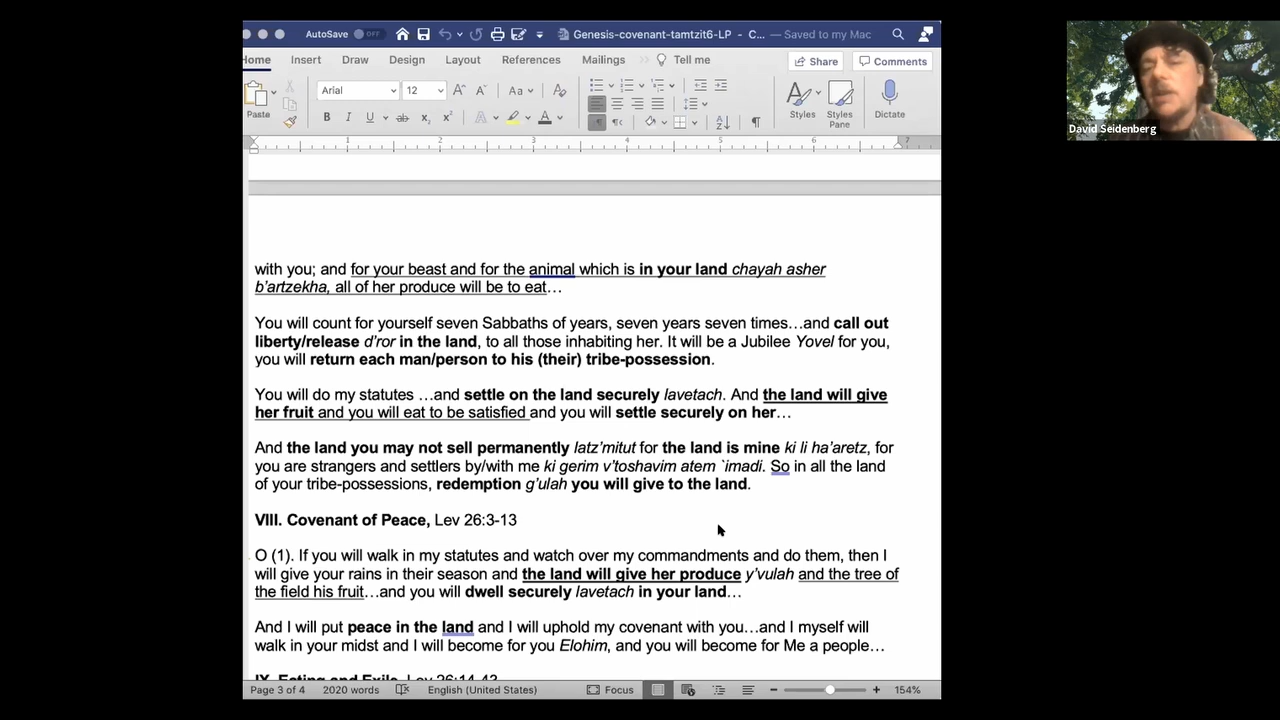 AutoSave OFF Genesis-covenant-tamtzit6-LP - C... — Saved to my Mac
Home Insert Draw Design Layout References Mailings Tell me Share Comments
Paste Arial 12 Styles Styles Pane Dictate
1 2 3 4 5 6 7
David Seidenberg
with you; and for your beast and for the animal which is in your land chayah asher
b'artzekha, all of her produce will be to eat…
You will count for yourself seven Sabbaths of years, seven years seven times…and call out
liberty/release d'ror in the land, to all those inhabiting her. It will be a Jubilee Yovel for you,
you will return each man/person to his (their) tribe-possession.
You will do my statutes …and settle on the land securely lavetach. And the land will give
her fruit and you will eat to be satisfied and you will settle securely on her…
And the land you may not sell permanently latz'mitut for the land is mine ki li ha'aretz, for
you are strangers and settlers by/with me ki gerim v'toshavim atem `imadi. So in all the land
of your tribe-possessions, redemption g'ulah you will give to the land.
VIII. Covenant of Peace, Lev 26:3-13
O (1). If you will walk in my statutes and watch over my commandments and do them, then I
will give your rains in their season and the land will give her produce y'vulah and the tree of
the field his fruit…and you will dwell securely lavetach in your land…
And I will put peace in the land and I will uphold my covenant with you…and I myself will
walk in your midst and I will become for you Elohim, and you will become for Me a people…
IX. Eating and Exile, Lev 26:14-43
Page 3 of 4 2020 words English (United States) Focus 154%